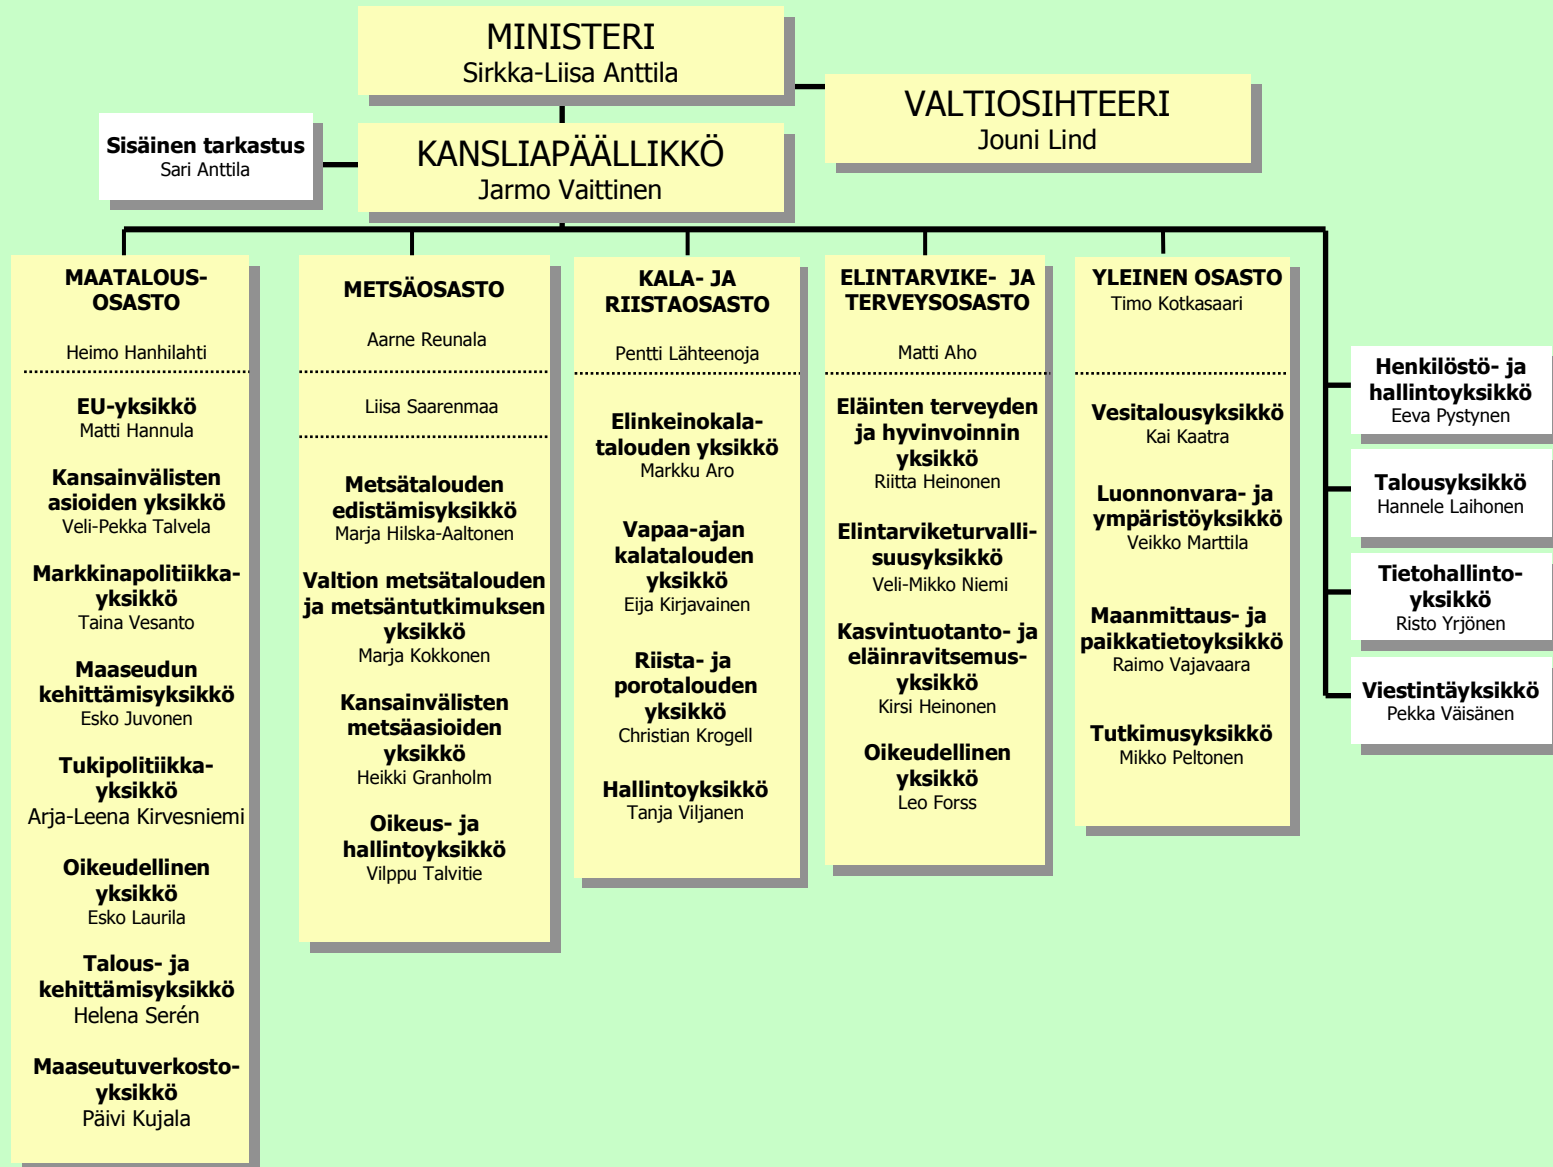 MINISTERI
Sirkka-Liisa Anttila
VALTIOSIHTEERI
Jouni Lind
Sisäinen tarkastus
Sari Anttila
KANSLIAPÄÄLLIKKÖ
Jarmo Vaittinen
MAATALOUS-
OSASTO
Heimo Hanhilahti
EU-yksikkö
Matti Hannula
Kansainvälisten
asioiden yksikkö
Veli-Pekka Talvela
Markkinapolitiikka-
yksikkö
Taina Vesanto
Maaseudun
kehittämisyksikkö
Esko Juvonen
Tukipolitiikka-
yksikkö
Arja-Leena Kirvesniemi
Oikeudellinen
yksikkö
Esko Laurila
Talous- ja
kehittämisyksikkö
Helena Serén
Maaseutuverkosto-
yksikkö
Päivi Kujala
METSÄOSASTO
Aarne Reunala
Liisa Saarenmaa
Metsätalouden
edistämisyksikkö
Marja Hilska-Aaltonen
Valtion metsätalouden
ja metsäntutkimuksen
yksikkö
Marja Kokkonen
Kansainvälisten
metsäasioiden
yksikkö
Heikki Granholm
Oikeus- ja
hallintoyksikkö
Vilppu Talvitie
KALA- JA
RIISTAOSASTO
Pentti Lähteenoja
Elinkeinokala-
talouden yksikkö
Markku Aro
Vapaa-ajan
kalatalouden
yksikkö
Eija Kirjavainen
Riista- ja
porotalouden
yksikkö
Christian Krogell
Hallintoyksikkö
Tanja Viljanen
ELINTARVIKE- JA
TERVEYSOSASTO
Matti Aho
Eläinten terveyden
ja hyvinvoinnin
yksikkö
Riitta Heinonen
Elintarviketurvalli-
suusyksikkö
Veli-Mikko Niemi
Kasvintuotanto- ja
eläinravitsemus-
yksikkö
Kirsi Heinonen
Oikeudellinen
yksikkö
Leo Forss
YLEINEN OSASTO
Timo Kotkasaari
Vesitalousyksikkö
Kai Kaatra
Luonnonvara- ja
ympäristöyksikkö
Veikko Marttila
Maanmittaus- ja
paikkatietoyksikkö
Raimo Vajavaara
Tutkimusyksikkö
Mikko Peltonen
Henkilöstö- ja
hallintoyksikkö
Eeva Pystynen
Talousyksikkö
Hannele Laihonen
Tietohallinto-
yksikkö
Risto Yrjönen
Viestintäyksikkö
Pekka Väisänen